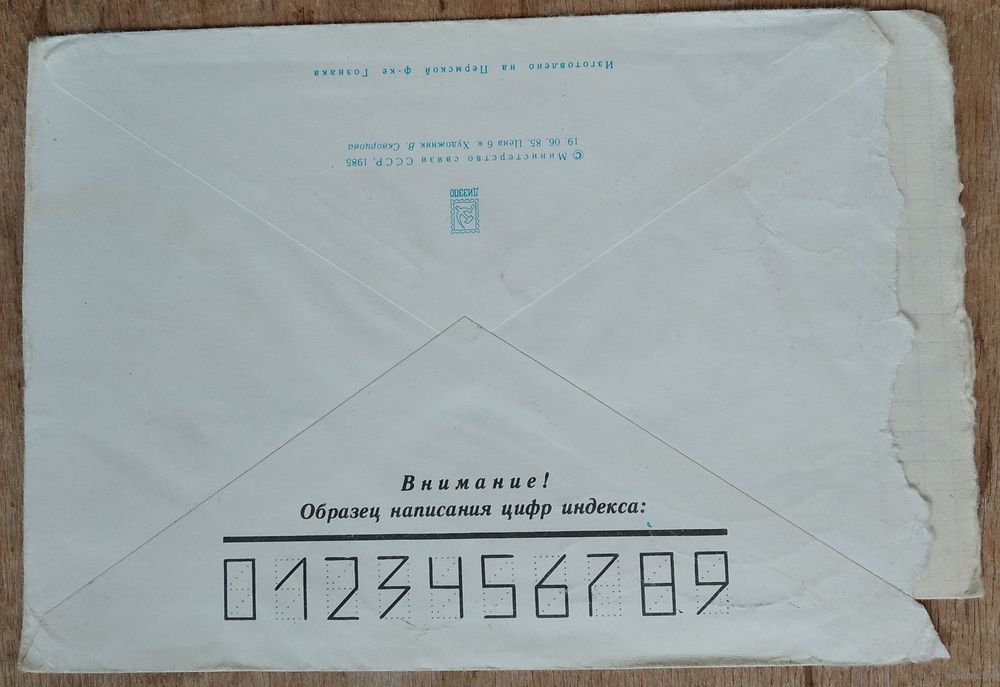 Изготовлено на Пермской ф-ке Гознака
19. 06. 85. Цена 6 к. Художник В. Скворцова
© Министерство связи СССР, 1985
ДИЭЗПО
Внимание!
Образец написания цифр индекса:
0123456789